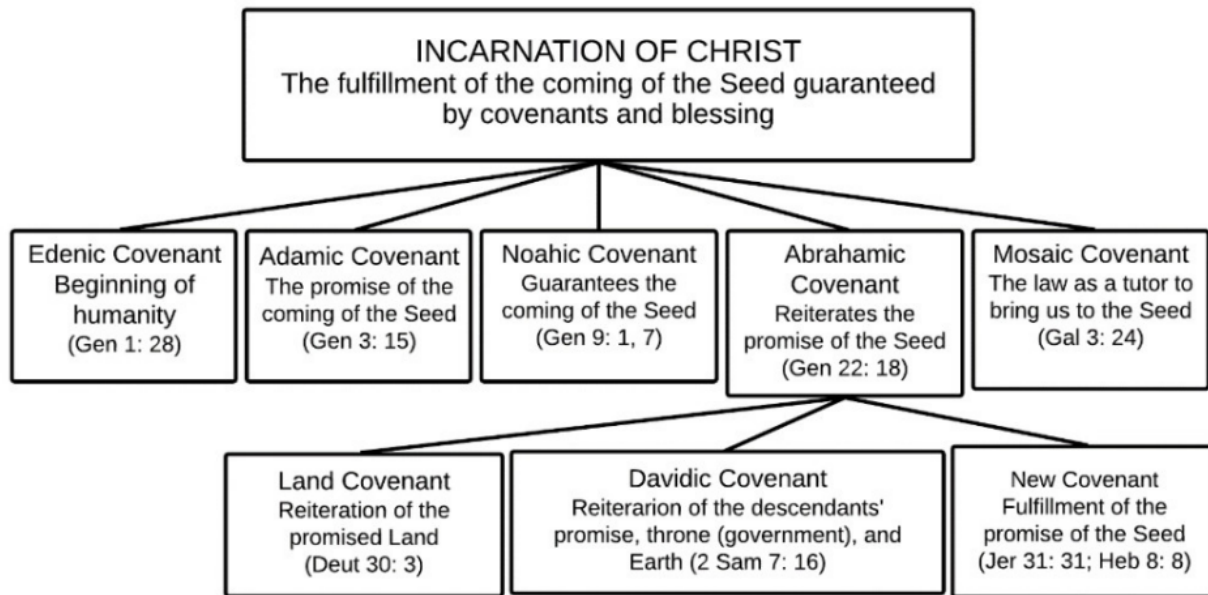 INCARNATION OF CHRIST
The fulfillment of the coming of the Seed guaranteed
by covenants and blessing
Edenic Covenant
Beginning of
humanity
(Gen 1: 28)
Adamic Covenant
The promise of the
coming of the Seed
(Gen 3: 15)
Noahic Covenant
Guarantees the
coming of the Seed
(Gen 9: 1, 7)
Abrahamic
Covenant
Reiterates the
promise of the Seed
(Gen 22: 18)
Mosaic Covenant
The law as a tutor to
bring us to the Seed
(Gal 3: 24)
Land Covenant
Reiteration of the
promised Land
(Deut 30: 3)
Davidic Covenant
Reiterarion of the descendants'
promise, throne (government), and
Earth (2 Sam 7: 16)
New Covenant
Fulfillment of the
promise of the Seed
(Jer 31: 31; Heb 8: 8)